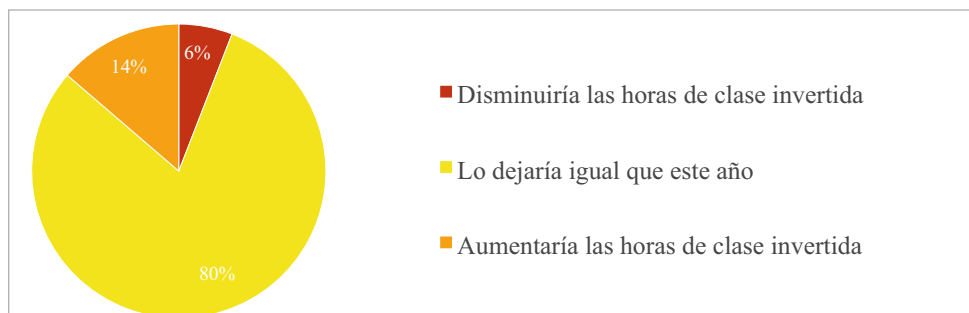 6%
14%
80%
Disminuiría las horas de clase invertida
Lo dejaría igual que este año
Aumentaría las horas de clase invertida